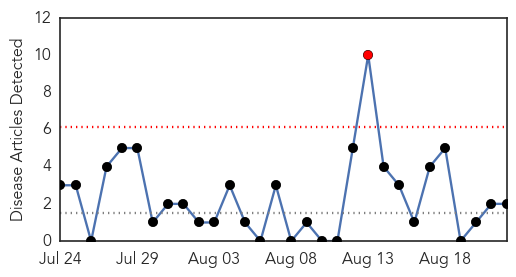 Disease Articles Detected
12
10
8
6
4
2
0
Jul 24
Jul 29
Aug 03
Aug 08
Aug 13
Aug 18